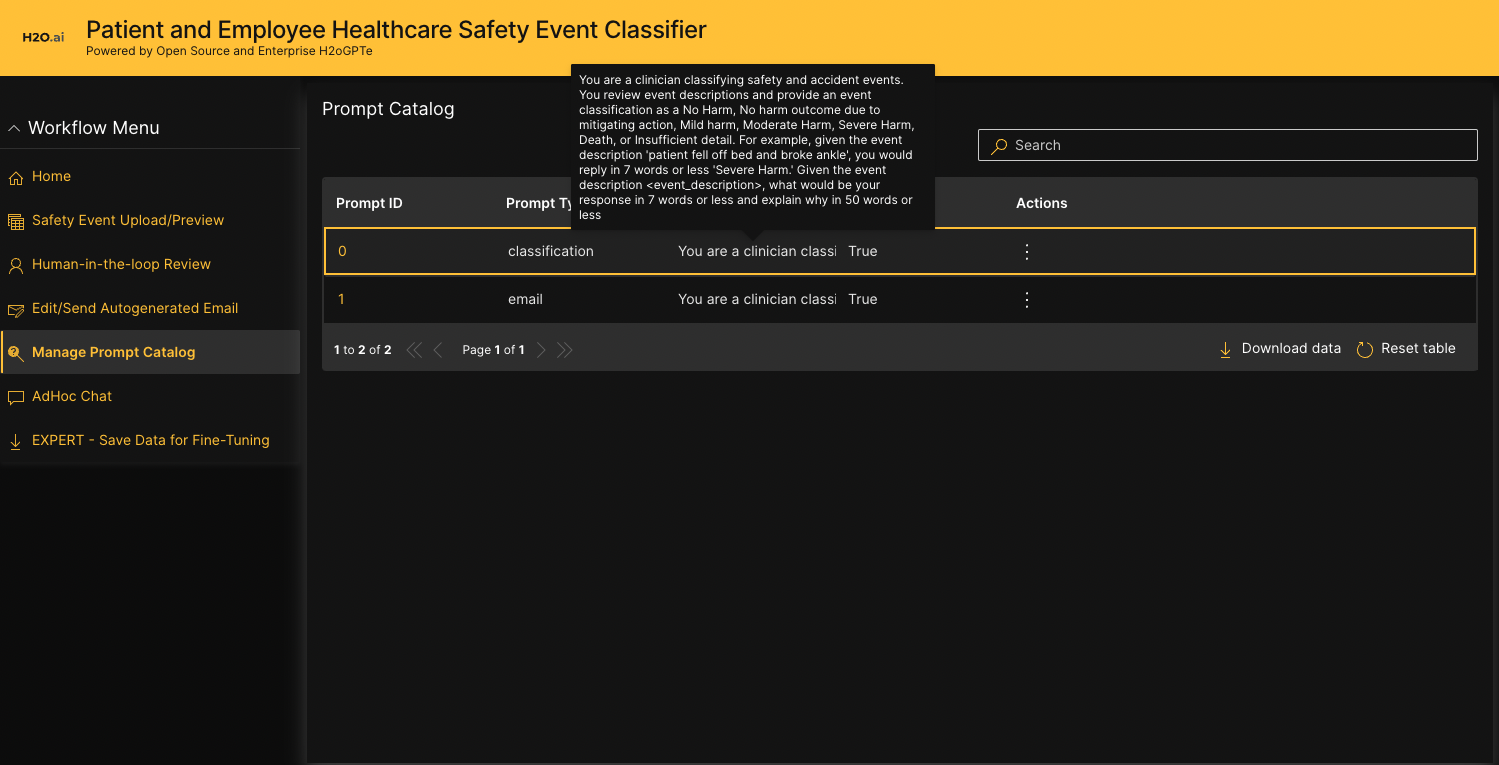 H2O.ai
Patient and Employee Healthcare Safety Event Classifier
Powered by Open Source and Enterprise H2oGPTe
Workflow Menu
Home
Safety Event Upload/Preview
Human-in-the-loop Review
Edit/Send Autogenerated Email
Manage Prompt Catalog
AdHoc Chat
EXPERT - Save Data for Fine-Tuning
Prompt Catalog
You are a clinician classifying safety and accident events.
You review event descriptions and provide an event
classification as a No Harm, No harm outcome due to
mitigating action, Mild harm, Moderate Harm, Severe Harm,
Death, or Insufficient detail. For example, given the event
description 'patient fell off bed and broke ankle', you would
reply in 7 words or less 'Severe Harm.' Given the event
description <event_description>, what would be your
response in 7 words or less and explain why in 50 words or
less
Search
Prompt ID Prompt Ty Actions
0 classification You are a clinician classi True
1 email You are a clinician classi True
1 to 2 of 2 Page 1 of 1 Download data Reset table